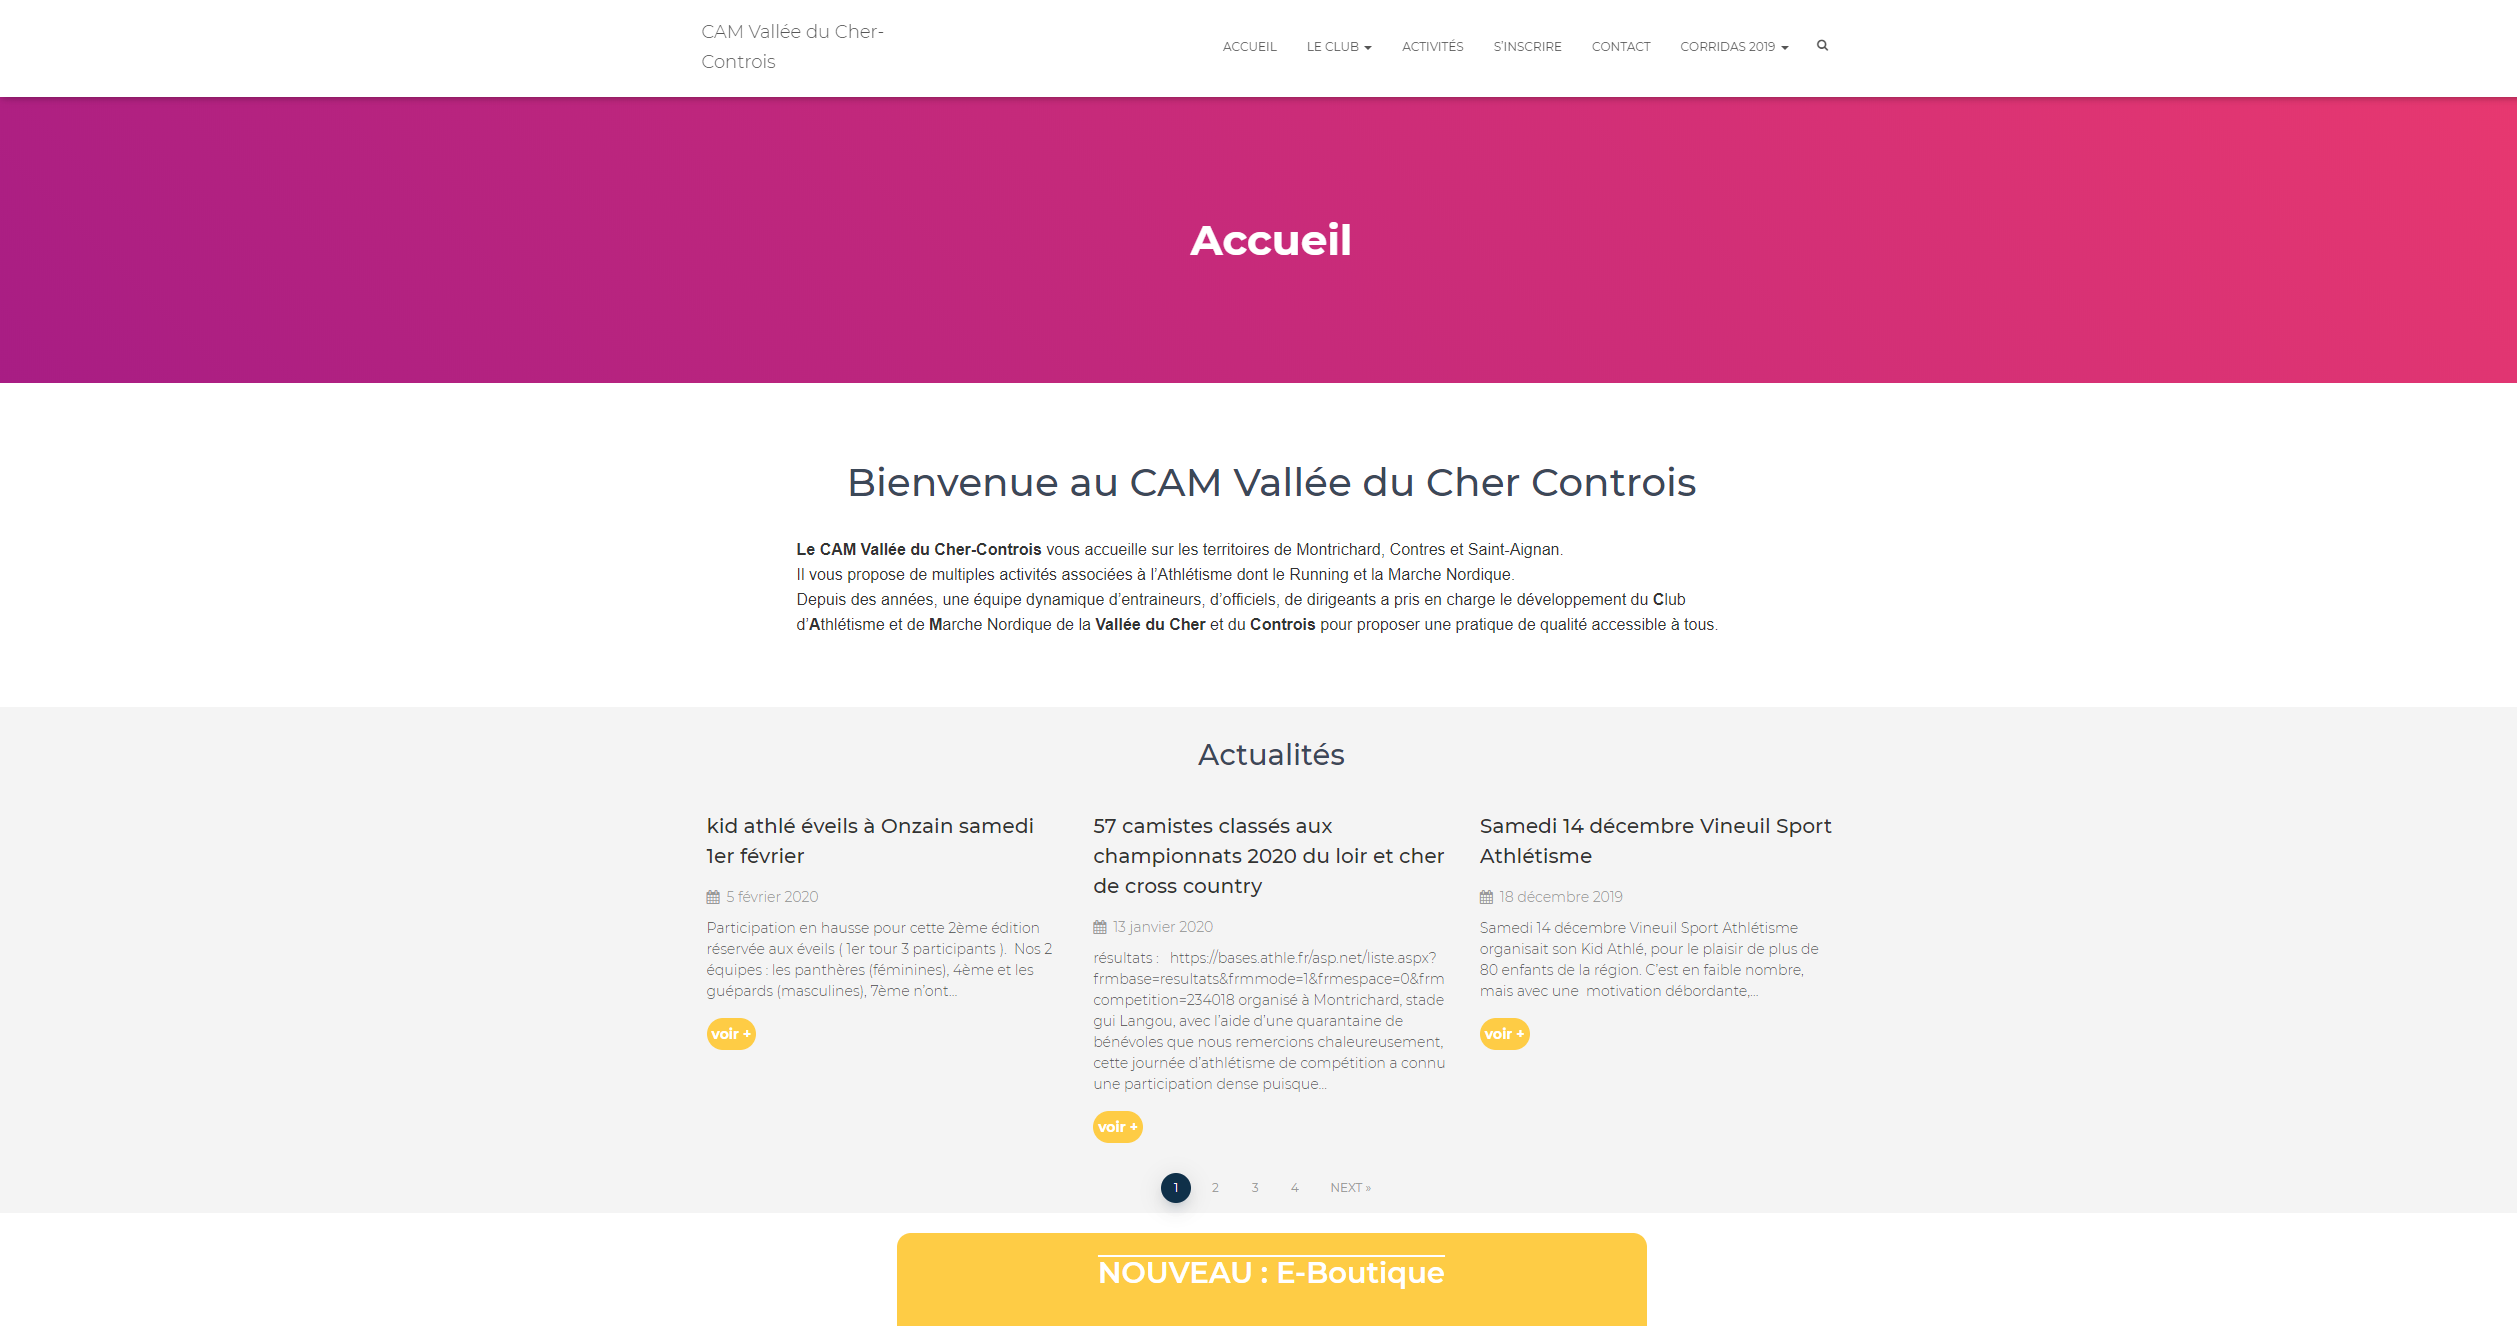 CAM Vallée du Cher-
Controis
ACCUEIL LE CLUB ACTIVITÉS S'INSCRIRE CONTACT CORRIDAS 2019
Accueil
Bienvenue au CAM Vallée du Cher Controis
Le CAM Vallée du Cher-Controis vous accueille sur les territoires de Montrichard, Contres et Saint-Aignan.
Il vous propose de multiples activités associées à l’Athlétisme dont le Running et la Marche Nordique.
Depuis des années, une équipe dynamique d’entraineurs, d’officiels, de dirigeants a pris en charge le développement du Club
d’Athlétisme et de Marche Nordique de la Vallée du Cher et du Controis pour proposer une pratique de qualité accessible à tous.
Actualités
kid athlé éveils à Onzain samedi
1er février
5 février 2020
Participation en hausse pour cette 2ème édition
réservée aux éveils ( 1er tour 3 participants ).  Nos 2
équipes : les panthères (féminines), 4ème et les
guépards (masculines), 7ème n’ont…
voir +
57 camistes classés aux
championnats 2020 du loir et cher
de cross country
13 janvier 2020
résultats :   https://bases.athle.fr/asp.net/liste.aspx?
frmbase=resultats&frmmode=1&frmespace=0&frm
competition=234018 organisé à Montrichard, stade
gui Langou, avec l’aide d’une quarantaine de
bénévoles que nous remercions chaleureusement,
cette journée d’athlétisme de compétition a connu
une participation dense puisque…
voir +
Samedi 14 décembre Vineuil Sport
Athlétisme
18 décembre 2019
Samedi 14 décembre Vineuil Sport Athlétisme
organisait son Kid Athlé, pour le plaisir de plus de
80 enfants de la région. C’est en faible nombre,
mais avec une  motivation débordante,…
voir +
1 2 3 4 NEXT »
NOUVEAU : E-Boutique